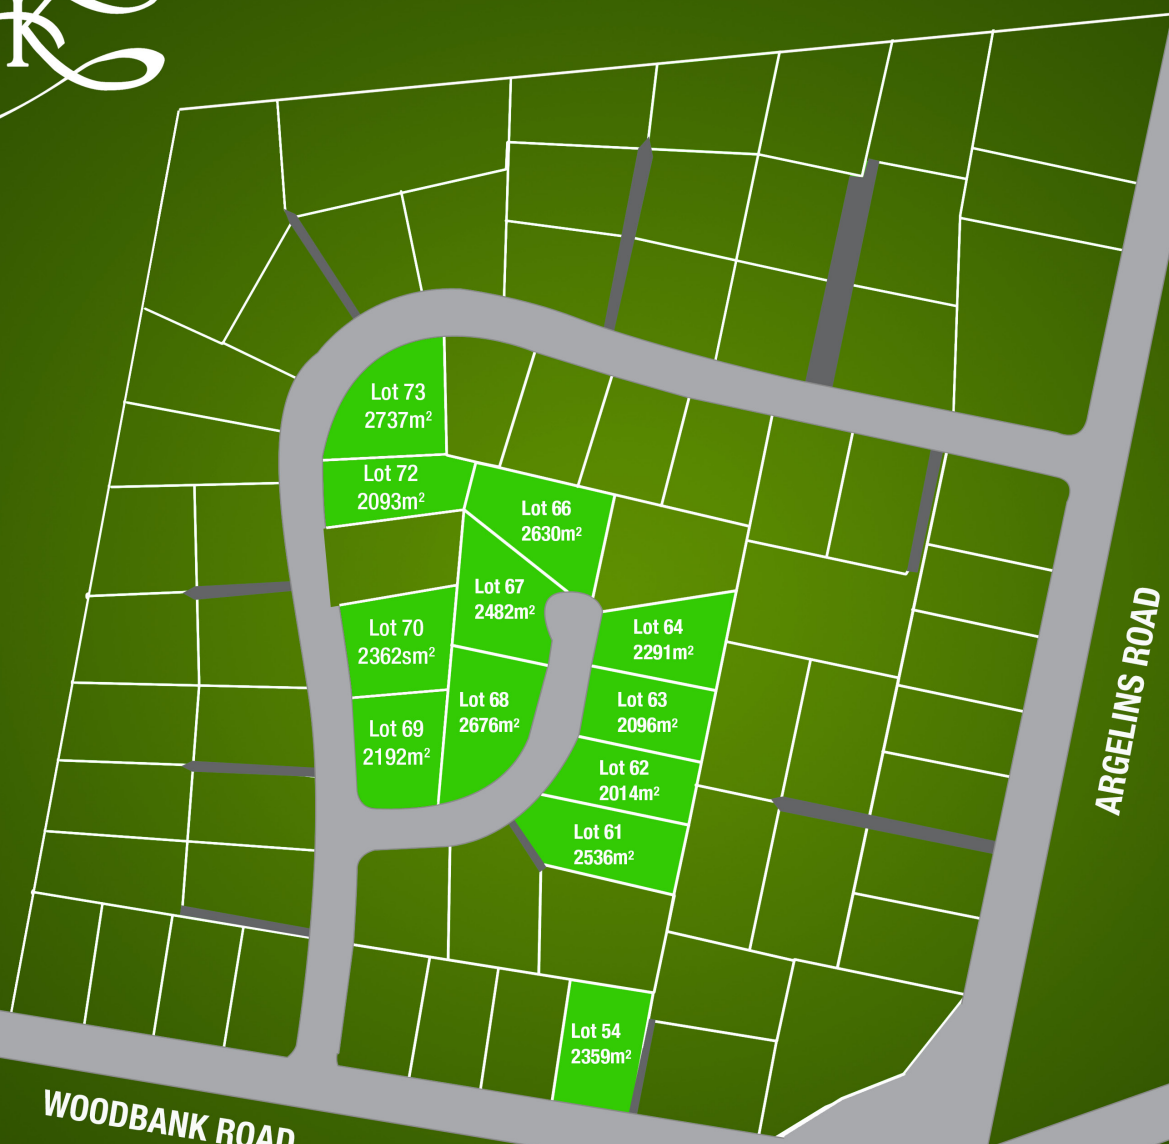 K
Lot 73
2737m²
Lot 72
2093m²
Lot 66
2630m²
Lot 67
2482m²
Lot 64
2291m²
Lot 70
2362sm²
Lot 68
2676m²
Lot 63
2096m²
Lot 69
2192m²
Lot 62
2014m²
Lot 61
2536m²
Lot 54
2359m²
ARGELINS ROAD
WOODBANK ROAD